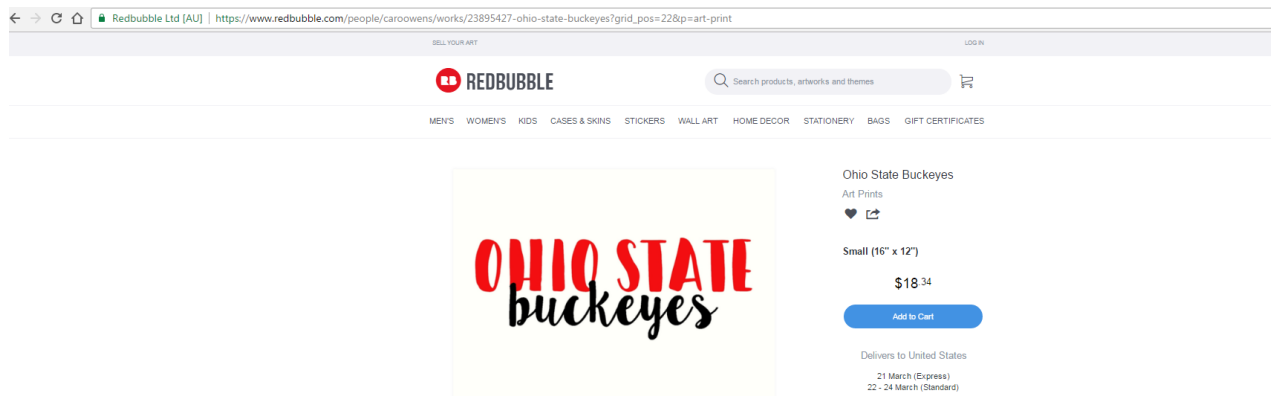 Redbubble Ltd [AU] | https://www.redbubble.com/people/caroowens/works/23895427-ohio-state-buckeyes?grid_pos=22&p=art-print
SELL YOUR ART LOG IN
RB REDBUBBLE Search products, artworks and themes
MEN'S WOMEN'S KIDS CASES & SKINS STICKERS WALL ART HOME DECOR STATIONERY BAGS GIFT CERTIFICATES
OHIO STATE
buckeyes
Ohio State Buckeyes
Art Prints
Small (16" x 12")
$18.34
Add to Cart
Delivers to United States
21 March (Express)
22 - 24 March (Standard)